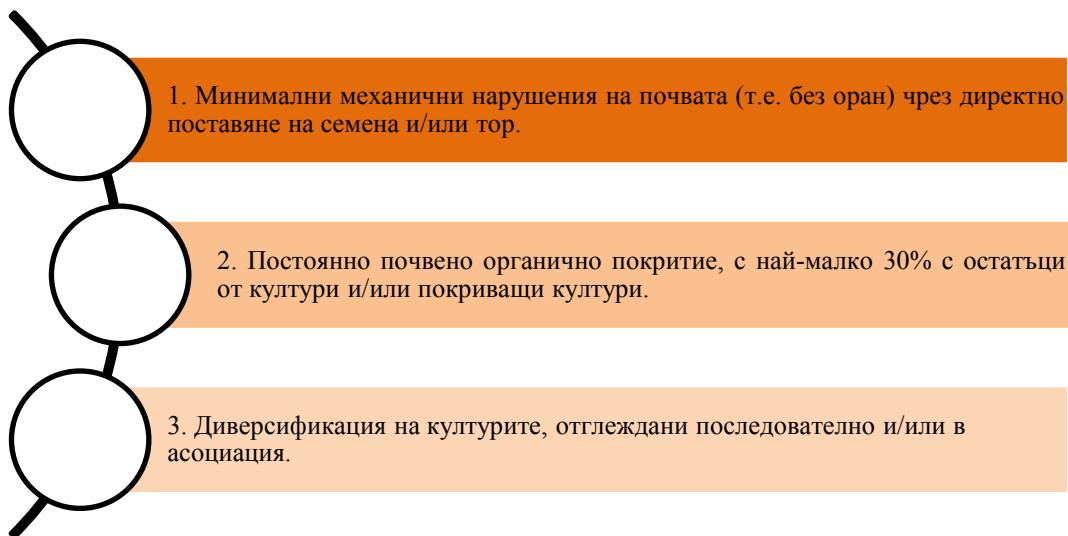 1. Минимални механични нарушения на почвата (т.е. без оран) чрез директно
поставяне на семена и/или тор.
2. Постоянно почвено органично покритие, с най-малко 30% с остатъци
от култури и/или покриващи култури.
3. Диверсификация на културите, отглеждани последователно и/или в
асоциация.